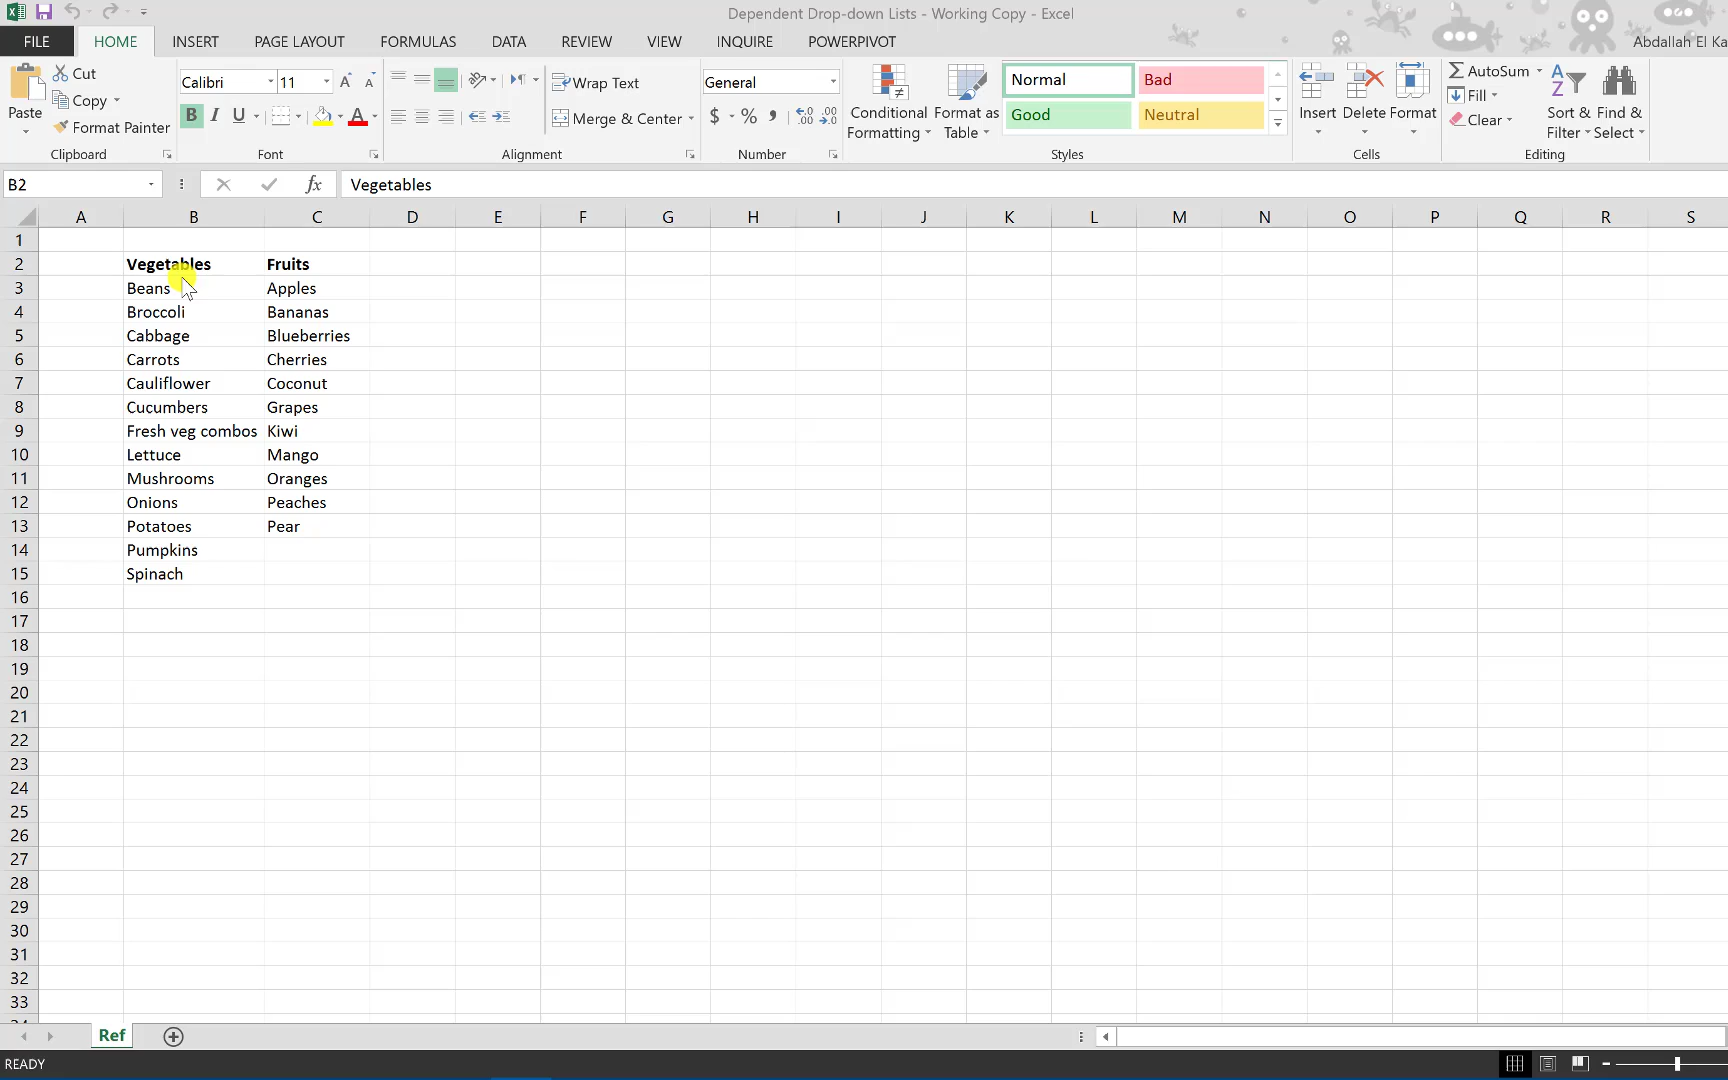 Dependent Drop-down Lists - Working Copy - Excel
FILE HOME INSERT PAGE LAYOUT FORMULAS DATA REVIEW VIEW INQUIRE POWERPIVOT Abdallah El Ka
Paste
Cut
Copy
Format Painter
Clipboard
Calibri 11
B I U A
Font
Wrap Text
Merge & Center
Alignment
General
$ % ,
Number
Conditional Formatting
Format as Table
Normal Bad
Good Neutral
Styles
Insert Delete Format
Cells
AutoSum
Fill
Clear
Sort & Filter
Find & Select
Editing
B2 fx Vegetables
A B C D E F G H I J K L M N O P Q R S
1
2 Vegetables Fruits
3 Beans Apples
4 Broccoli Bananas
5 Cabbage Blueberries
6 Carrots Cherries
7 Cauliflower Coconut
8 Cucumbers Grapes
9 Fresh veg combos Kiwi
10 Lettuce Mango
11 Mushrooms Oranges
12 Onions Peaches
13 Potatoes Pear
14 Pumpkins
15 Spinach
16
17
18
19
20
21
22
23
24
25
26
27
28
29
30
31
32
33
Ref
READY